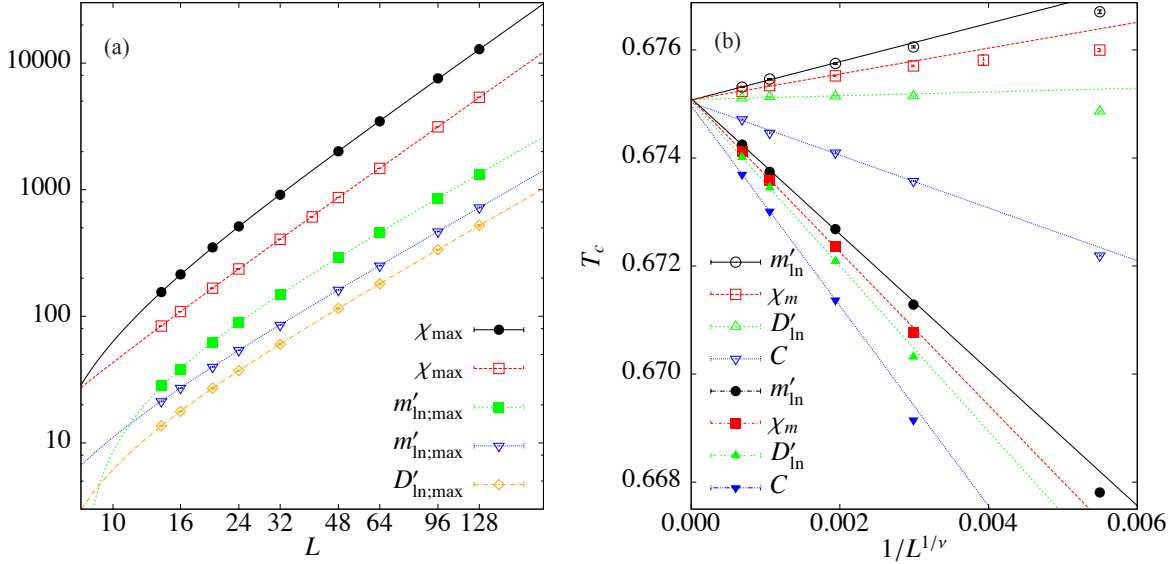 (a)
10000
1000
100
10
10 16 24 32 48 64 96 128
L
χmax
χmax
m′ln;max
m′ln;max
D′ln;max
(b)
0.676
0.674
0.672
0.670
0.668
Tc
0.000 0.002 0.004 0.006
1/L1/ν
m′ln
χm
D′ln
C
m′ln
χm
D′ln
C